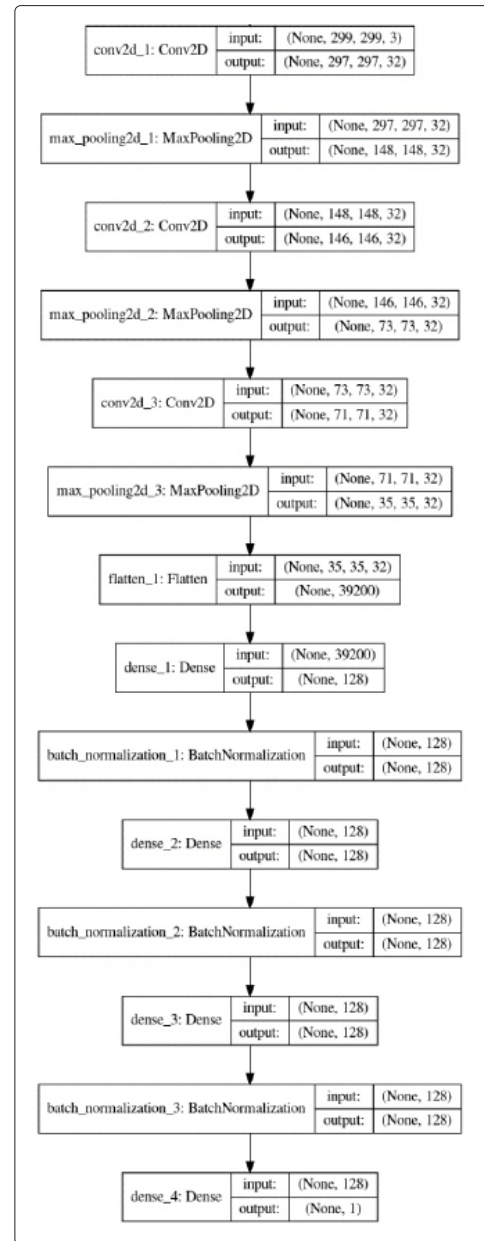 conv2d_1: Conv2D
input: (None, 299, 299, 3)
output: (None, 297, 297, 32)
max_pooling2d_1: MaxPooling2D
input: (None, 297, 297, 32)
output: (None, 148, 148, 32)
conv2d_2: Conv2D
input: (None, 148, 148, 32)
output: (None, 146, 146, 32)
max_pooling2d_2: MaxPooling2D
input: (None, 146, 146, 32)
output: (None, 73, 73, 32)
conv2d_3: Conv2D
input: (None, 73, 73, 32)
output: (None, 71, 71, 32)
max_pooling2d_3: MaxPooling2D
input: (None, 71, 71, 32)
output: (None, 35, 35, 32)
flatten_1: Flatten
input: (None, 35, 35, 32)
output: (None, 39200)
dense_1: Dense
input: (None, 39200)
output: (None, 128)
batch_normalization_1: BatchNormalization
input: (None, 128)
output: (None, 128)
dense_2: Dense
input: (None, 128)
output: (None, 128)
batch_normalization_2: BatchNormalization
input: (None, 128)
output: (None, 128)
dense_3: Dense
input: (None, 128)
output: (None, 128)
batch_normalization_3: BatchNormalization
input: (None, 128)
output: (None, 128)
dense_4: Dense
input: (None, 128)
output: (None, 1)